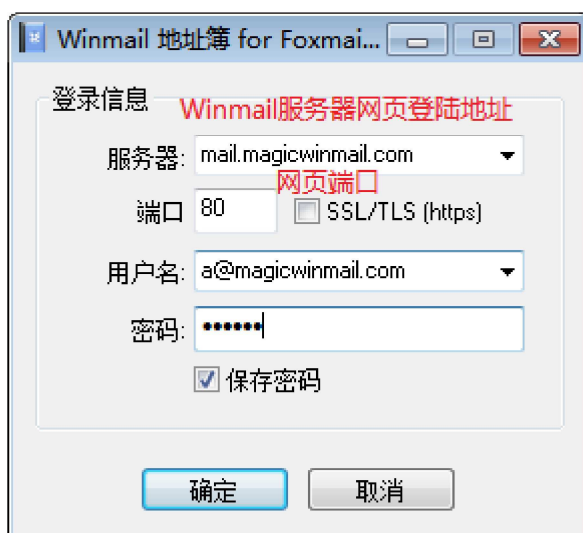 Winmail 地址簿 for Foxmai...
登录信息
Winmail服务器网页登陆地址
服务器: mail.magicwinmail.com
网页端口
端口 80 SSL/TLS (https)
用户名: a@magicwinmail.com
密码: ••••••
保存密码
确定 取消